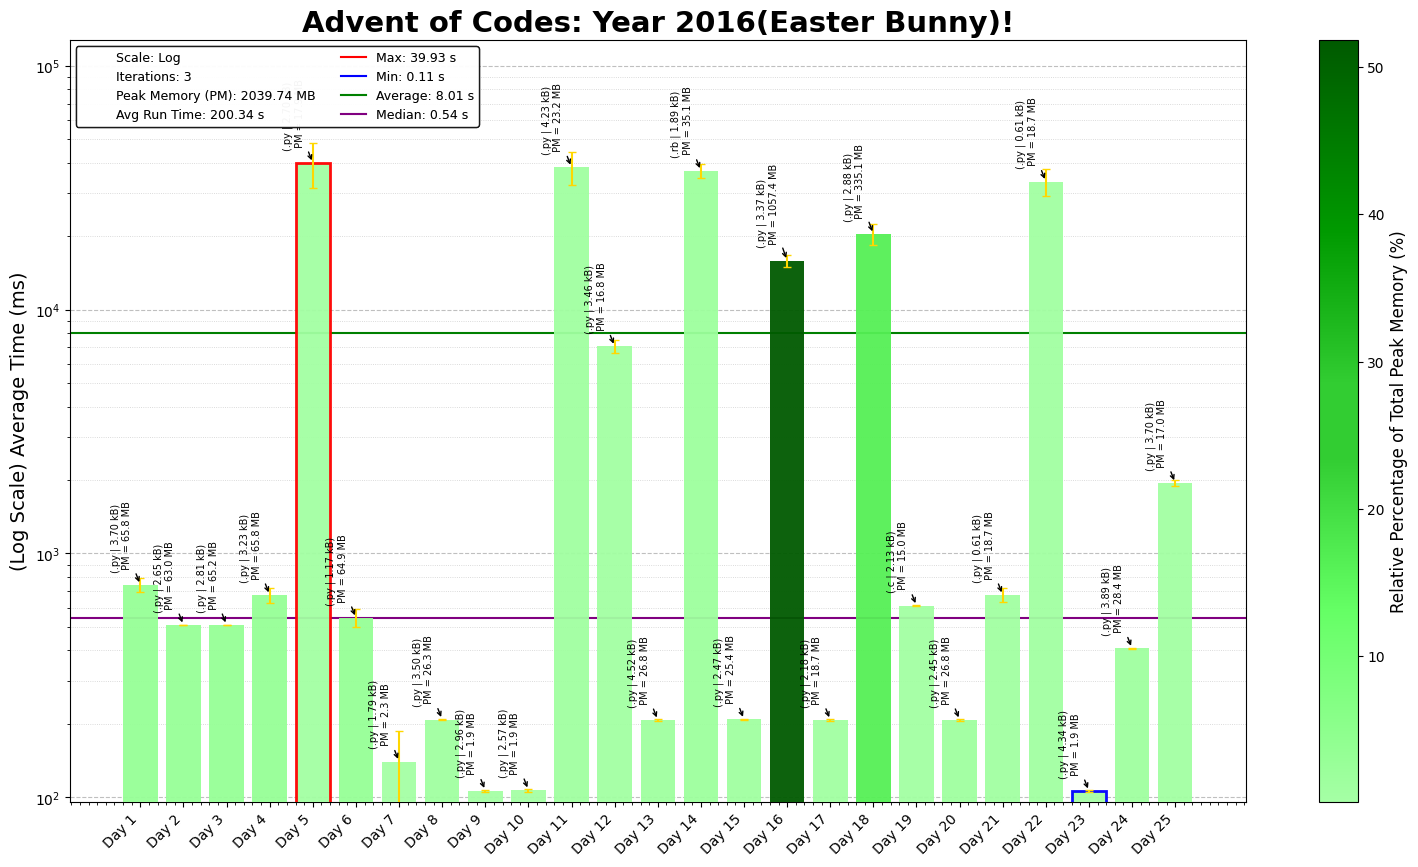 Advent of Codes: Year 2016(Easter Bunny)!
Scale: Log
Iterations: 3
Peak Memory (PM): 2039.74 MB
Avg Run Time: 200.34 s
Max: 39.93 s
Min: 0.11 s
Average: 8.01 s
Median: 0.54 s
(Log Scale) Average Time (ms)
10^5
10^4
10^3
10^2
(.py | 3.70 kB)
PM = 65.8 MB
(.py | 2.65 kB)
PM = 63.0 MB
(.py | 2.81 kB)
PM = 65.2 MB
(.py | 3.23 kB)
PM = 65.8 MB
(.py |
PM =
(.py | 1.17 kB)
PM = 64.9 MB
(.py | 1.79 kB)
PM = 2.3 MB
(.py | 3.50 kB)
PM = 26.3 MB
(.py | 2.96 kB)
PM = 1.9 MB
(.py | 2.57 kB)
PM = 1.9 MB
(.py | 4.23 kB)
PM = 23.2 MB
(.py | 3.46 kB)
PM = 16.8 MB
(.py | 4.52 kB)
PM = 26.8 MB
(.rb | 1.89 kB)
PM = 35.1 MB
(.py | 2.47 kB)
PM = 25.4 MB
(.py | 3.37 kB)
PM = 1057.4 MB
(.py | 2.18 kB)
PM = 18.7 MB
(.py | 2.88 kB)
PM = 335.1 MB
(.c | 2.13 kB)
PM = 15.0 MB
(.py | 2.45 kB)
PM = 26.8 MB
(.py | 0.61 kB)
PM = 18.7 MB
(.py | 0.61 kB)
PM = 18.7 MB
(.py | 4.34 kB)
PM = 1.9 MB
(.py | 3.89 kB)
PM = 28.4 MB
(.py | 3.70 kB)
PM = 17.0 MB
Day 1
Day 2
Day 3
Day 4
Day 5
Day 6
Day 7
Day 8
Day 9
Day 10
Day 11
Day 12
Day 13
Day 14
Day 15
Day 16
Day 17
Day 18
Day 19
Day 20
Day 21
Day 22
Day 23
Day 24
Day 25
50
40
30
20
10
Relative Percentage of Total Peak Memory (%)